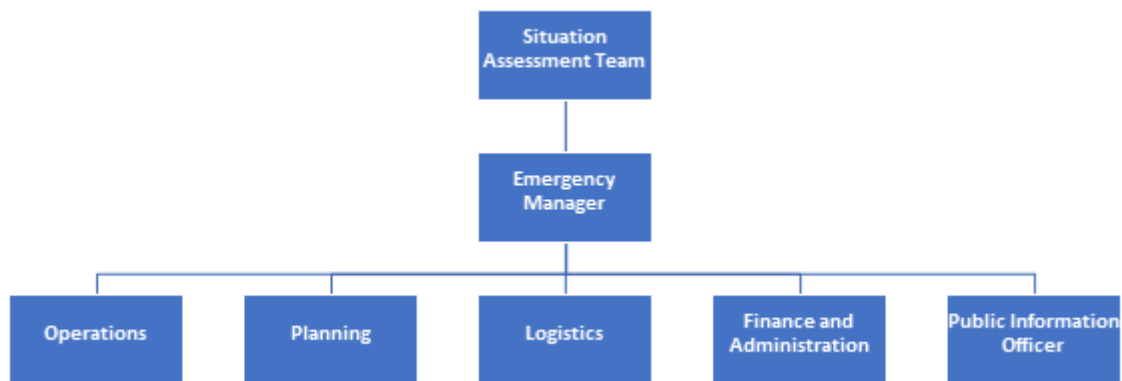 Situation
Assessment Team
Emergency
Manager
Operations
Planning
Logistics
Finance and
Administration
Public Information
Officer